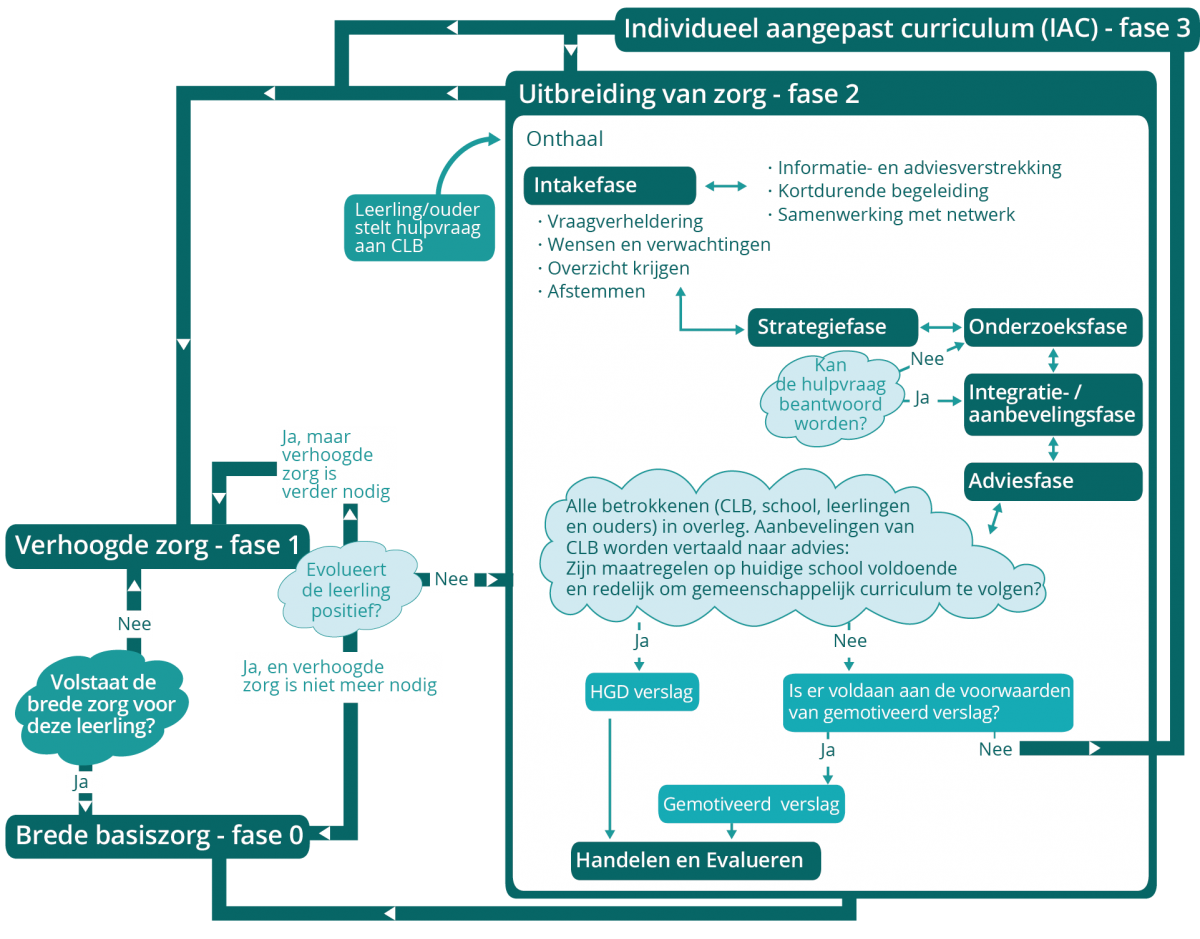 Individueel aangepast curriculum (IAC) - fase 3
Uitbreiding van zorg - fase 2
Onthaal
Intakefase
· Informatie- en adviesverstrekking
· Kortdurende begeleiding
· Samenwerking met netwerk
Leerling/ouder
stelt hulpvraag
aan CLB
· Vraagverheldering
· Wensen en verwachtingen
· Overzicht krijgen
· Afstemmen
Strategiefase
Onderzoeksfase
Kan
de hulpvraag
beantwoord
worden?
Nee
Ja
Integratie- /
aanbevelingsfase
Adviesfase
Ja, maar
verhoogde
zorg is
verder nodig
Alle betrokkenen (CLB, school, leerlingen
en ouders) in overleg. Aanbevelingen van
CLB worden vertaald naar advies:
Zijn maatregelen op huidige school voldoende
en redelijk om gemeenschappelijk curriculum te volgen?
Verhoogde zorg - fase 1
Evolueert
de leerling
positief?
Nee
Nee
Ja, en verhoogde
zorg is niet meer nodig
Volstaat de
brede zorg voor
deze leerling?
Ja
Brede basiszorg - fase 0
Ja
Nee
HGD verslag
Is er voldaan aan de voorwaarden
van gemotiveerd verslag?
Ja
Nee
Gemotiveerd verslag
Handelen en Evalueren